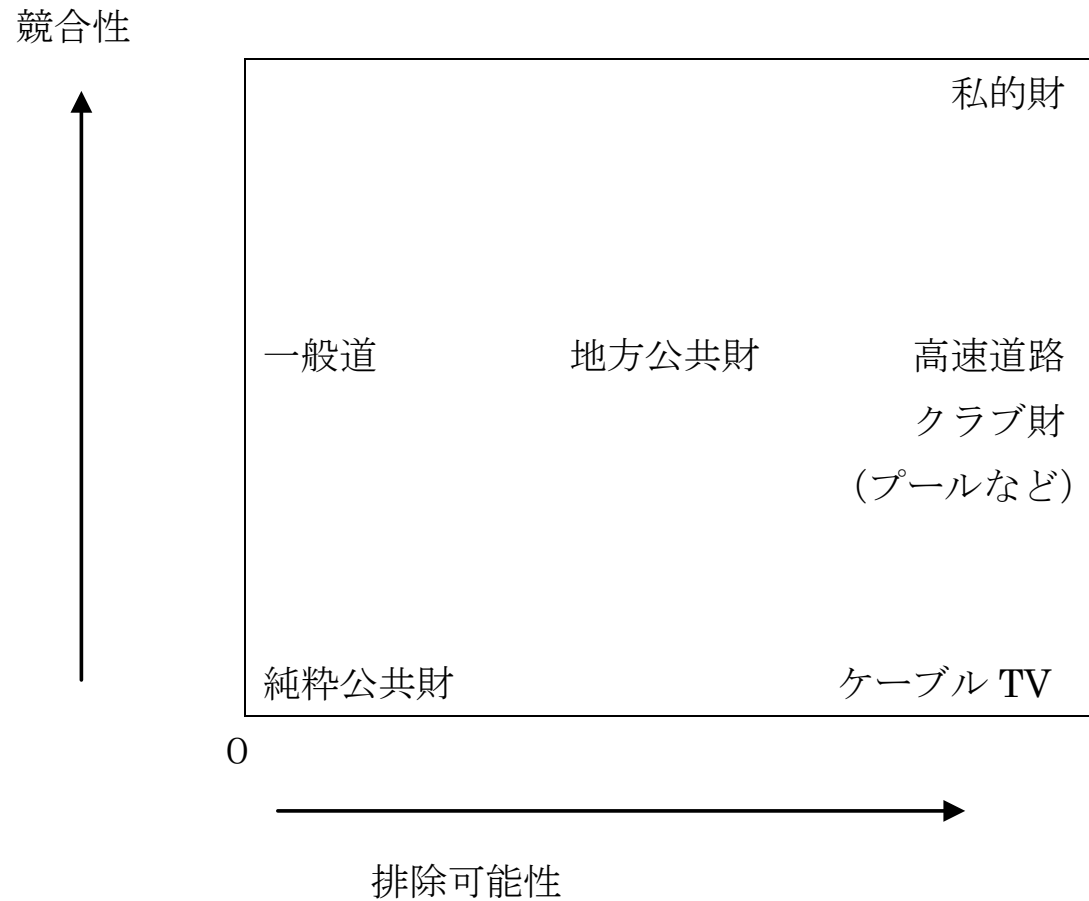 競合性
私的財
一般道 地方公共財 高速道路
クラブ財
(プールなど)
純粋公共財 ケーブル TV
0
排除可能性